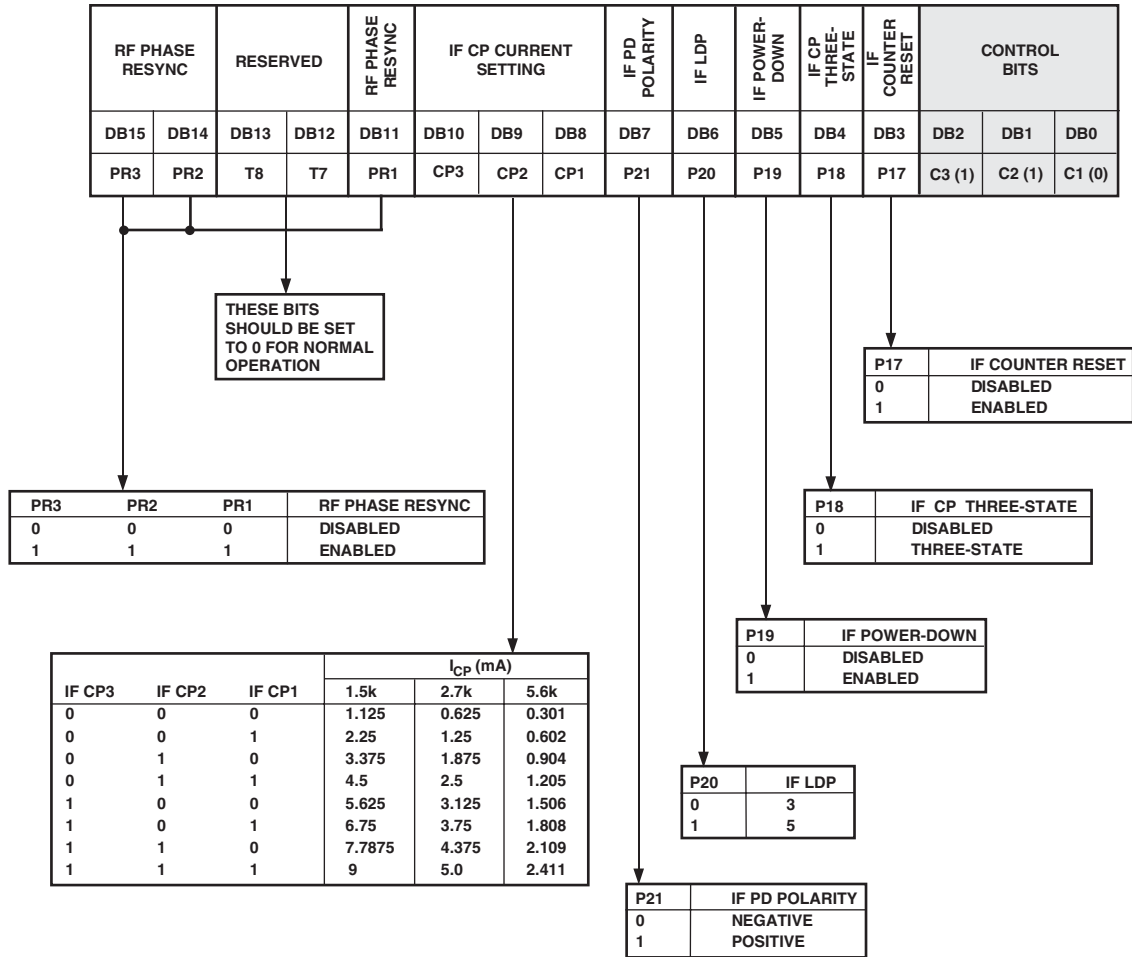 RF PHASE
RESYNC
RESERVED
RF PHASE
RESYNC
IF CP CURRENT
SETTING
IF PD
POLARITY
IF LDP
IF POWER-
DOWN
IF CP
THREE-
STATE
IF
COUNTER
RESET
CONTROL
BITS
DB15 DB14 DB13 DB12 DB11 DB10 DB9 DB8 DB7 DB6 DB5 DB4 DB3 DB2 DB1 DB0
PR3 PR2 T8 T7 PR1 CP3 CP2 CP1 P21 P20 P19 P18 P17 C3 (1) C2 (1) C1 (0)
THESE BITS
SHOULD BE SET
TO 0 FOR NORMAL
OPERATION
P17 IF COUNTER RESET
0 DISABLED
1 ENABLED
PR3 PR2 PR1 RF PHASE RESYNC
0 0 0 DISABLED
1 1 1 ENABLED
P18 IF CP THREE-STATE
0 DISABLED
1 THREE-STATE
P19 IF POWER-DOWN
0 DISABLED
1 ENABLED
ICP (mA)
IF CP3 IF CP2 IF CP1 1.5k 2.7k 5.6k
0 0 0 1.125 0.625 0.301
0 0 1 2.25 1.25 0.602
0 1 0 3.375 1.875 0.904
0 1 1 4.5 2.5 1.205
1 0 0 5.625 3.125 1.506
1 0 1 6.75 3.75 1.808
1 1 0 7.7875 4.375 2.109
1 1 1 9 5.0 2.411
P20 IF LDP
0 3
1 5
P21 IF PD POLARITY
0 NEGATIVE
1 POSITIVE